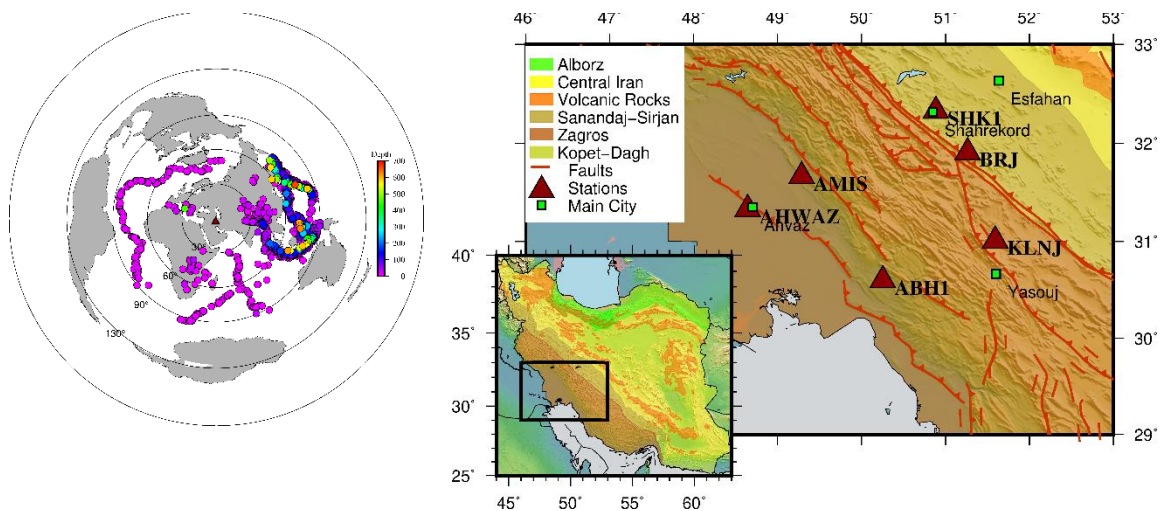 Depth
700
600
500
400
300
200
100
0
30°
60°
90°
130°
46° 47° 48° 49° 50° 51° 52° 53°
33°
32°
31°
30°
29°
Alborz
Central Iran
Volcanic Rocks
Sanandaj-Sirjan
Zagros
Kopet-Dagh
Faults
Stations
Main City
Esfahan
SHK1
Shahrekord
BRJ
AMIS
AHWAZ
Ahvaz
KLNJ
ABH1
Yasouj
40°
35°
30°
25°
44° 50° 55° 60°